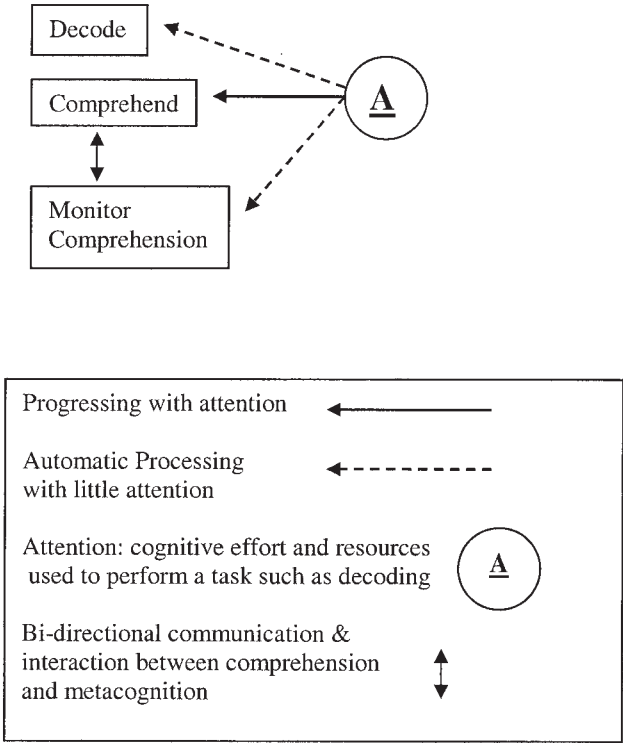 Decode
A
Comprehend
Monitor
Comprehension
Progressing with attention
Automatic Processing
with little attention
Attention: cognitive effort and resources
used to perform a task such as decoding
A
Bi-directional communication &
interaction between comprehension
and metacognition